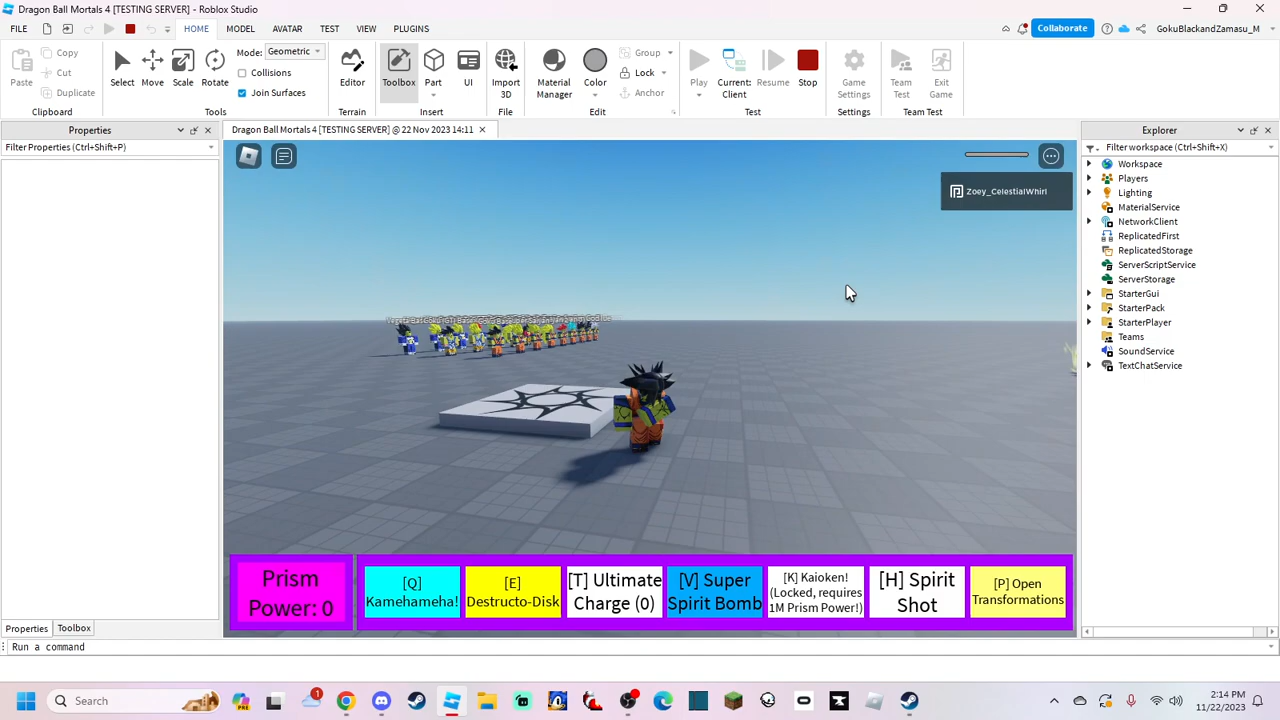 Dragon Ball Mortals 4 [TESTING SERVER] - Roblox Studio
FILE HOME MODEL AVATAR TEST VIEW PLUGINS Collaborate GokuBlackandZamasu_M
Paste Copy Cut Duplicate Clipboard
Select Move Scale Rotate Mode: Geometric Collisions Join Surfaces Tools
Editor Terrain
Toolbox Part UI Insert
Import 3D File
Material Manager Color Group Lock Anchor Edit
Play Current: Client Resume Stop Test
Game Settings Settings
Team Test Exit Game Team Test
Properties
Filter Properties (Ctrl+Shift+P)
Dragon Ball Mortals 4 [TESTING SERVER] @ 22 Nov 2023 14:11
Explorer
Filter workspace (Ctrl+Shift+X)
Workspace
Players
Lighting
MaterialService
NetworkClient
ReplicatedFirst
ReplicatedStorage
ServerScriptService
ServerStorage
StarterGui
StarterPack
StarterPlayer
Teams
SoundService
TextChatService
Zoey_CelestialWhirl
Prism
Power: 0
[Q]
Kamehameha!
[E]
Destructo-Disk
[T] Ultimate
Charge (0)
[V] Super
Spirit Bomb
[K] Kaioken!
(Locked, requires
1M Prism Power!)
[H] Spirit
Shot
[P] Open
Transformations
Properties Toolbox
Run a command
Search
1
PRE
2:14 PM
11/22/2023